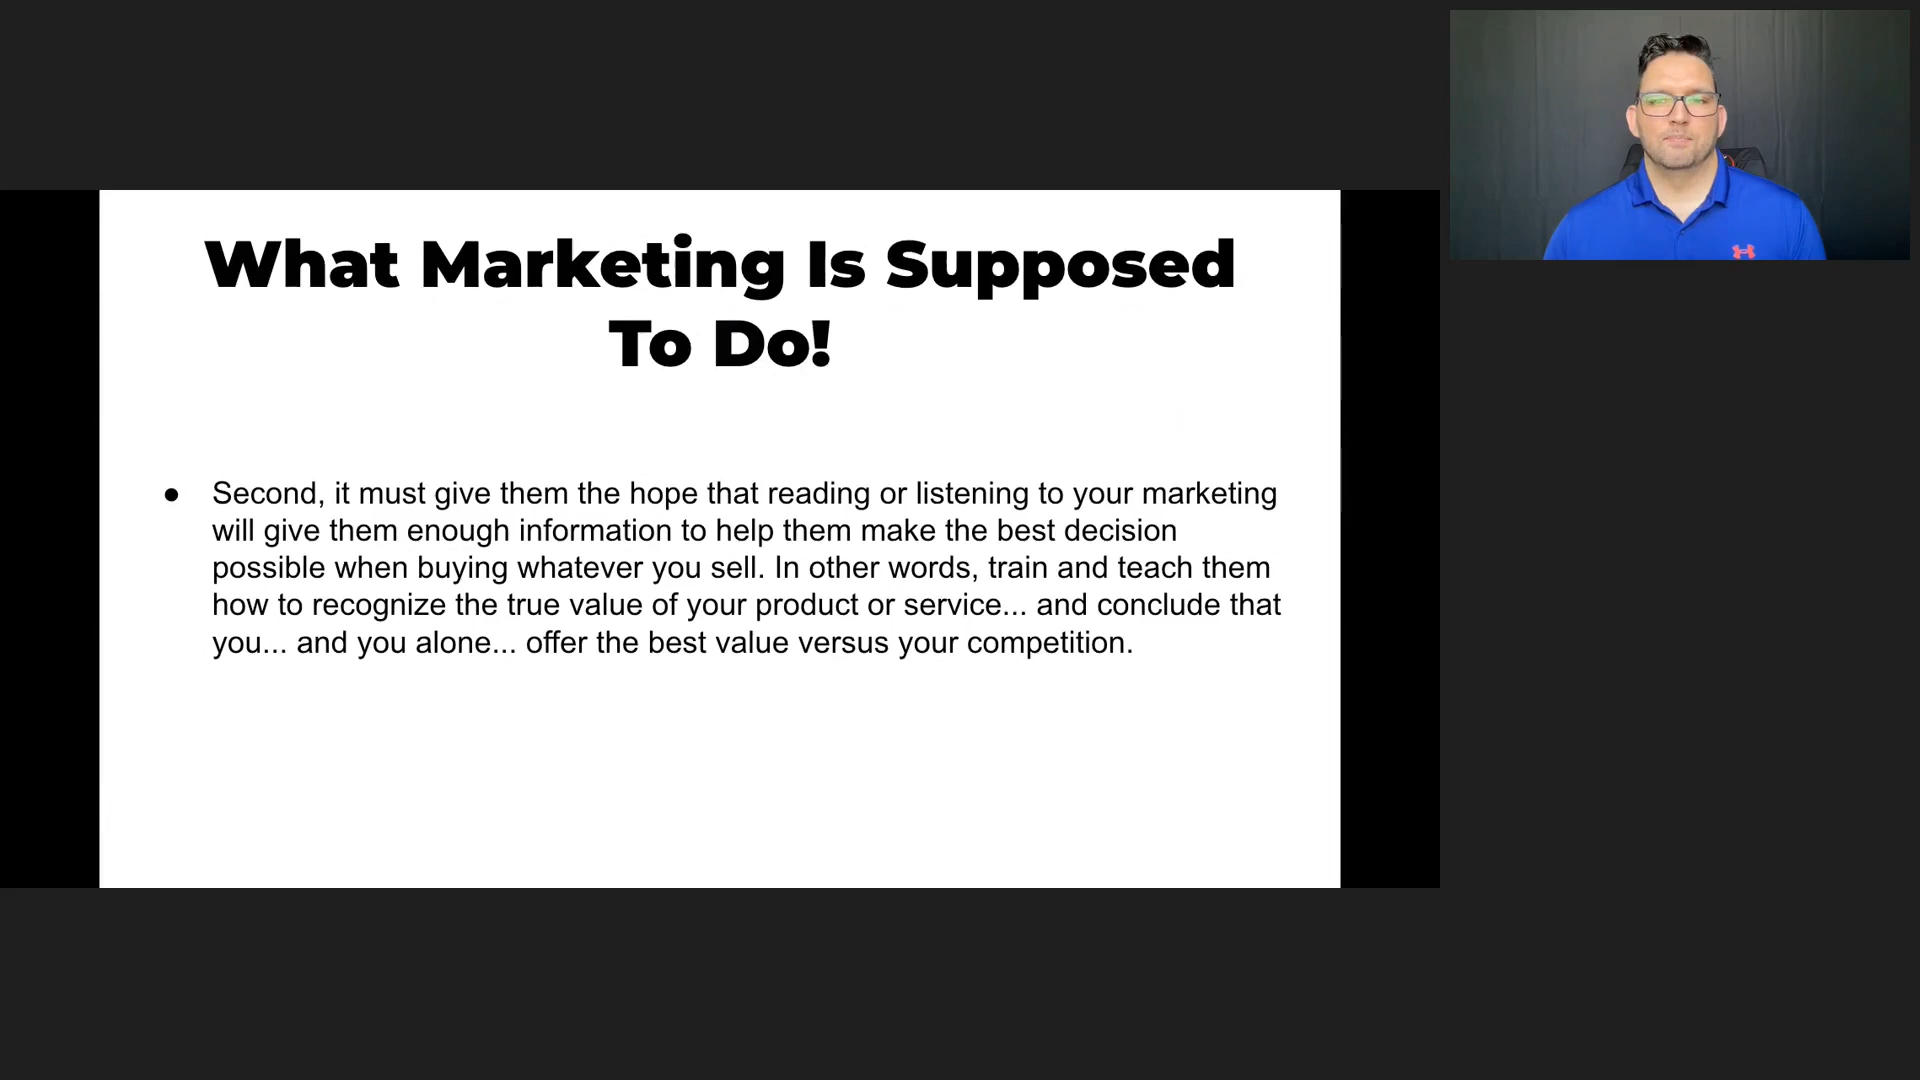 What Marketing Is Supposed
To Do!
● Second, it must give them the hope that reading or listening to your marketing
will give them enough information to help them make the best decision
possible when buying whatever you sell. In other words, train and teach them
how to recognize the true value of your product or service... and conclude that
you... and you alone... offer the best value versus your competition.